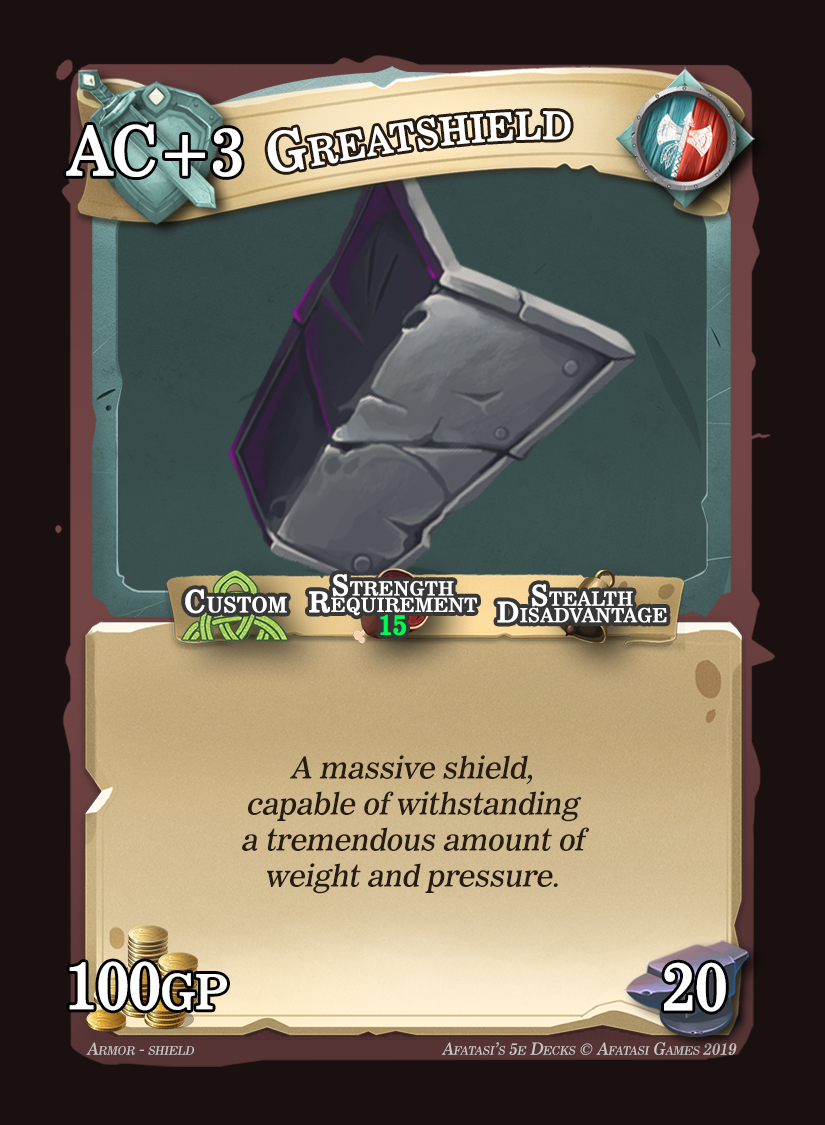 AC+3 Greatshield
Custom
Strength
Requirement
15
Stealth
Disadvantage
A massive shield,
capable of withstanding
a tremendous amount of
weight and pressure.
100GP
20
Armor - shield
Afatasi's 5e Decks © Afatasi Games 2019